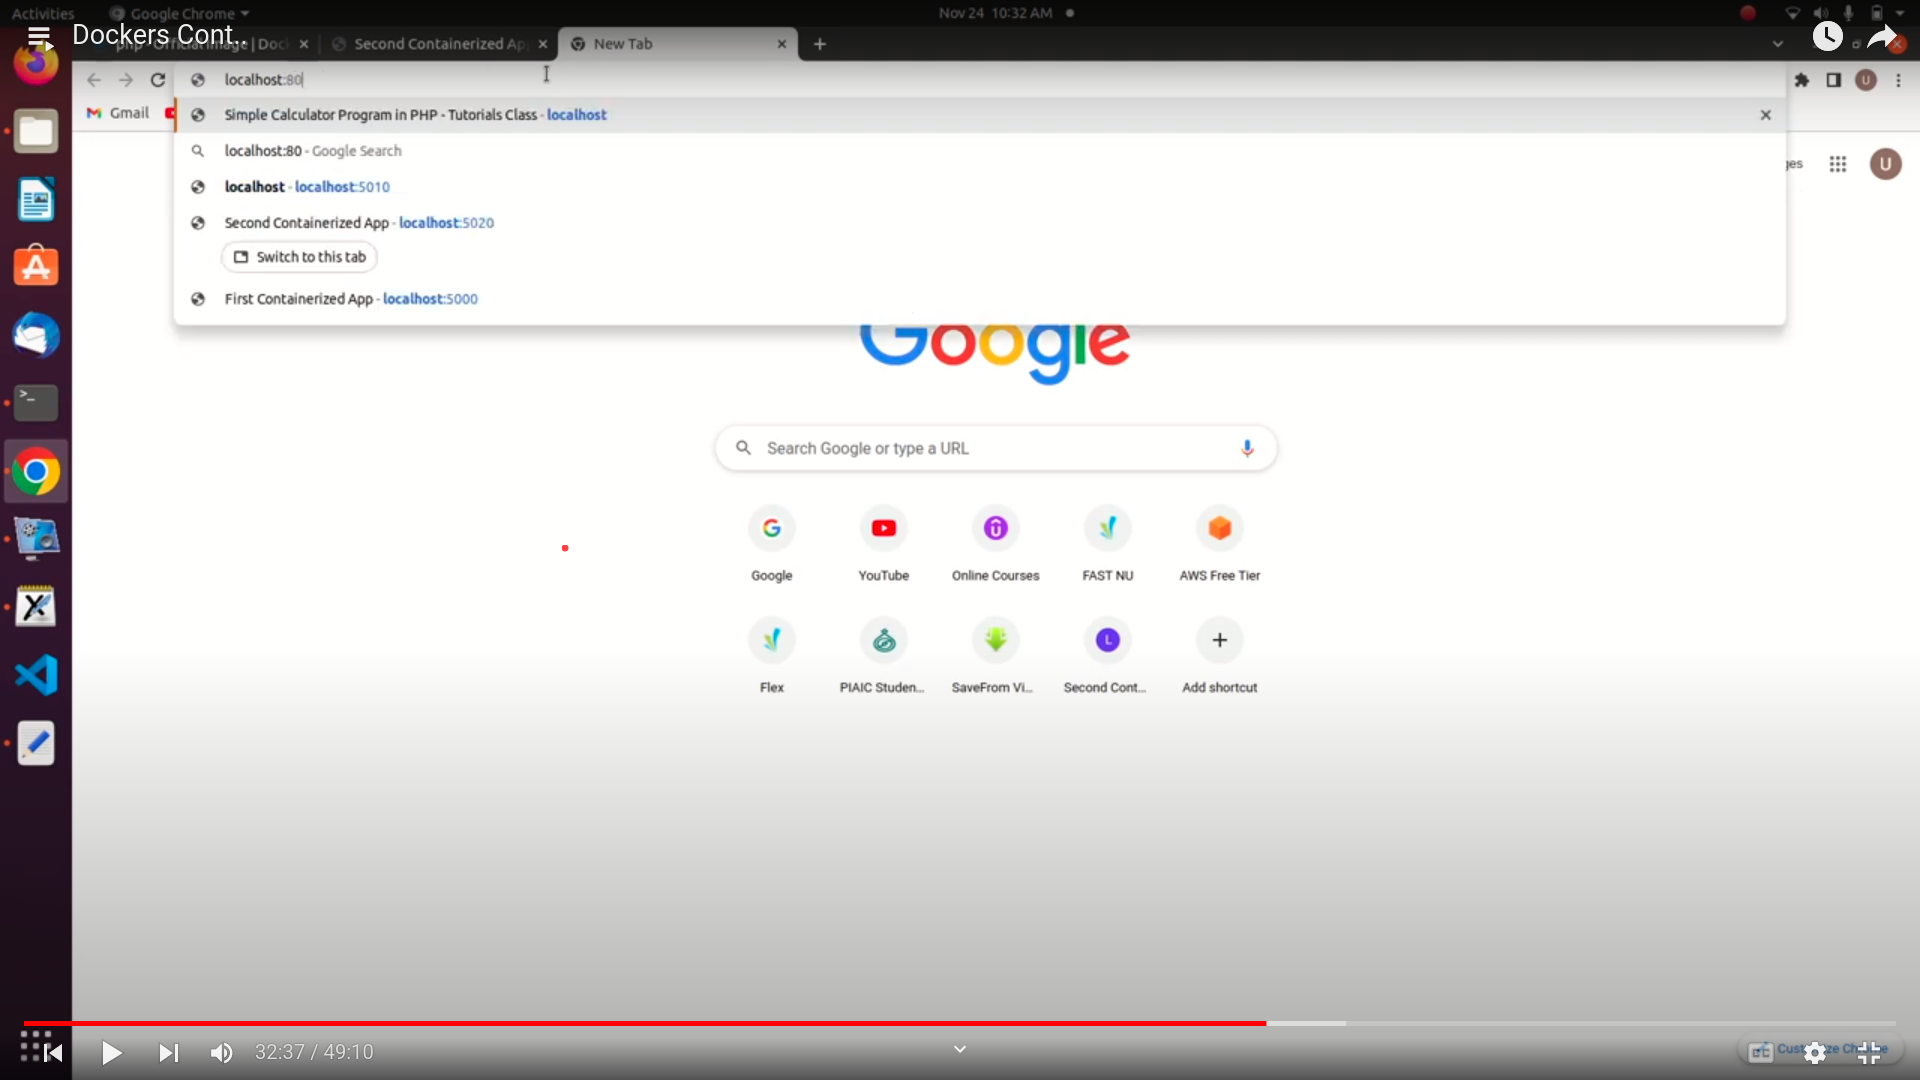 Activities
Google Chrome
Nov 24 10:32 AM
Dockers Cont..
php - Official Image | Doc
Second Containerized Ap
New Tab
localhost:80
Gmail
Simple Calculator Program in PHP - Tutorials Class - localhost
localhost:80 - Google Search
localhost - localhost:5010
Second Containerized App - localhost:5020
Switch to this tab
First Containerized App - localhost:5000
U
U
Google
Search Google or type a URL
Google
YouTube
Online Courses
FAST NU
AWS Free Tier
L
Flex
PIAIC Studen...
SaveFrom Vi...
Second Cont...
Add shortcut
32:37 / 49:10